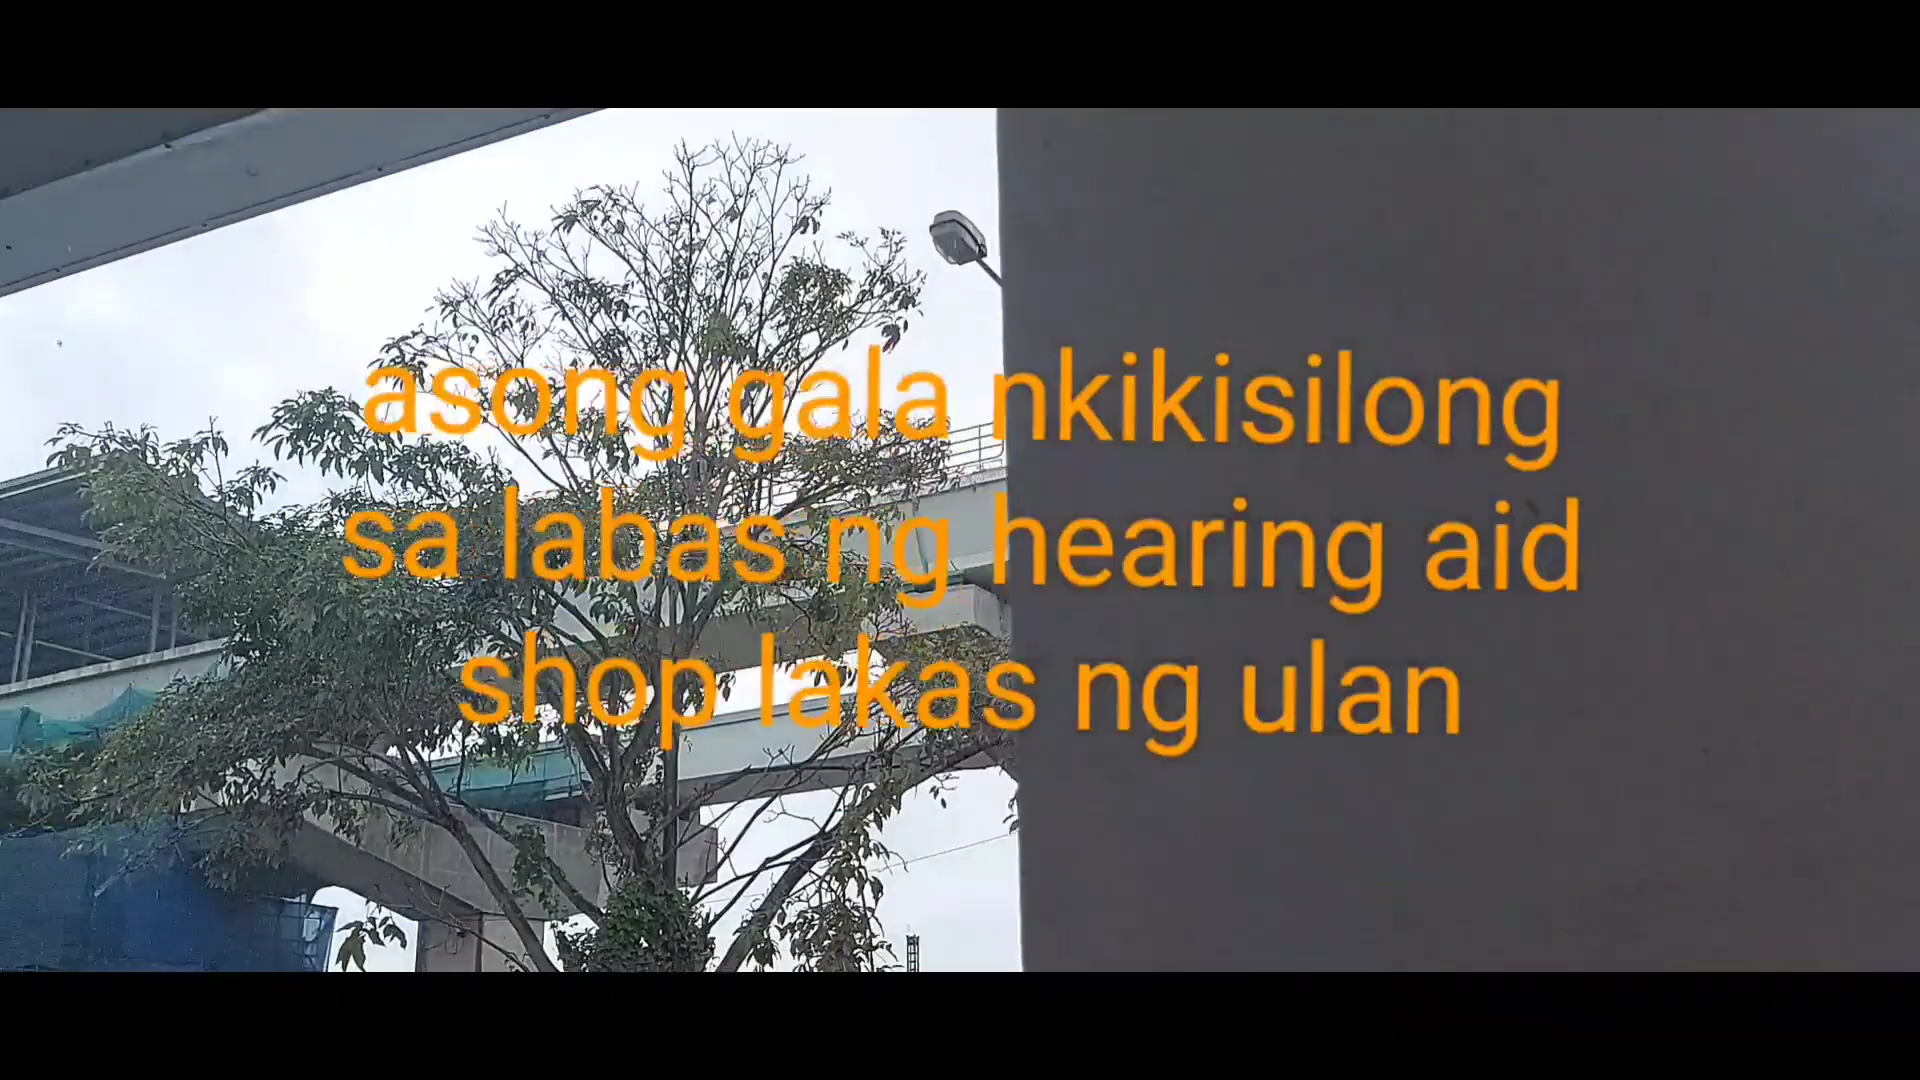 asong gala nkikisilong
sa labas ng hearing aid
shop lakas ng ulan